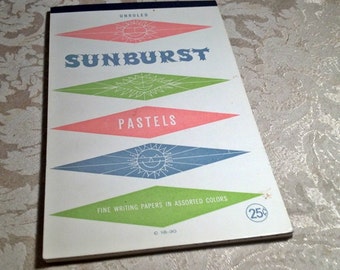 UNRULED
SUNBURST
PASTELS
FINE WRITING PAPERS IN ASSORTED COLORS
25¢